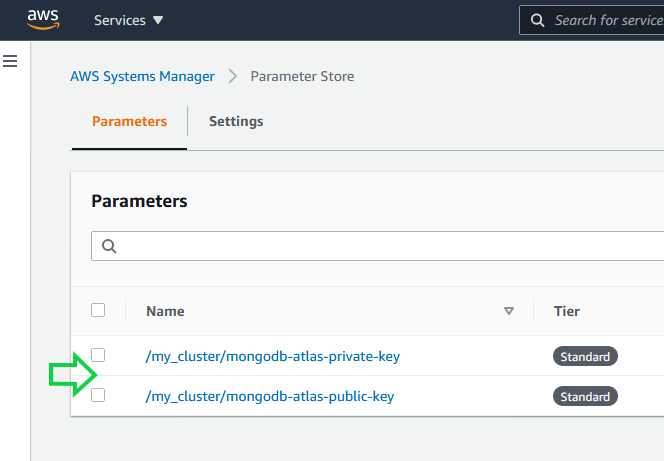 aws Services Search for service
AWS Systems Manager Parameter Store
Parameters Settings
Parameters
Name Tier
/my_cluster/mongodb-atlas-private-key Standard
/my_cluster/mongodb-atlas-public-key Standard